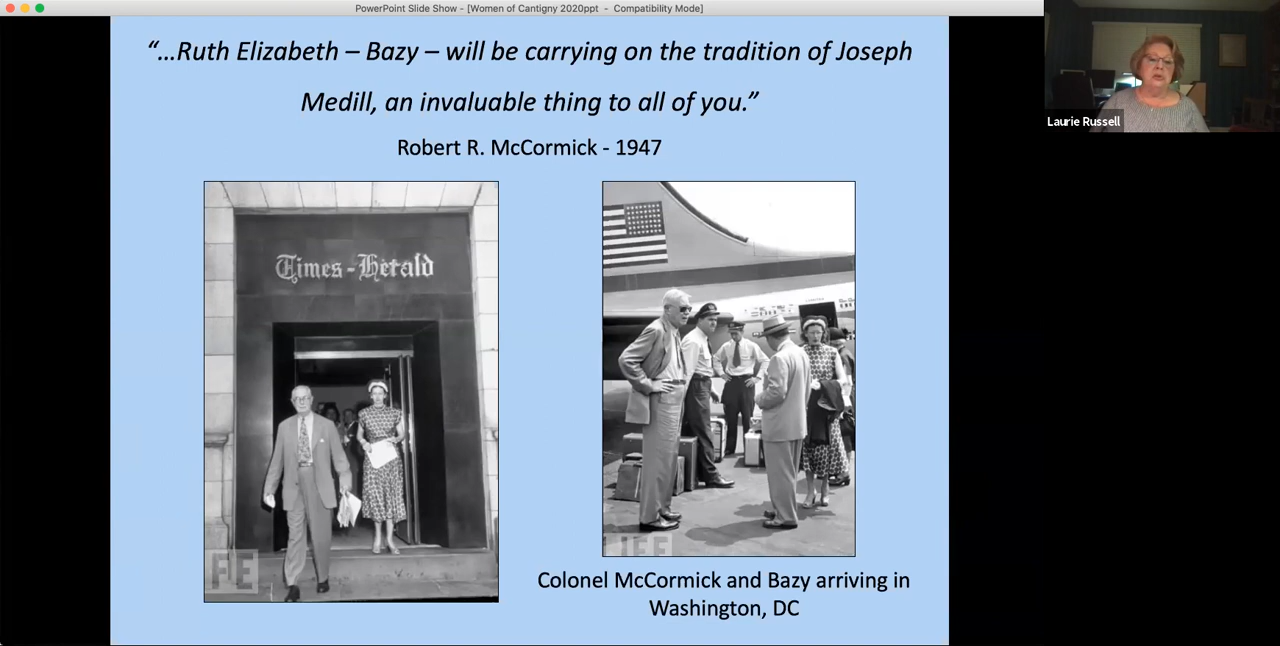 PowerPoint Slide Show - [Women of Cantigny 2020ppt - Compatibility Mode]
“…Ruth Elizabeth – Bazy – will be carrying on the tradition of Joseph
Medill, an invaluable thing to all of you.”
Robert R. McCormick - 1947
Times-Herald
LIFE
Colonel McCormick and Bazy arriving in
Washington, DC
Laurie Russell